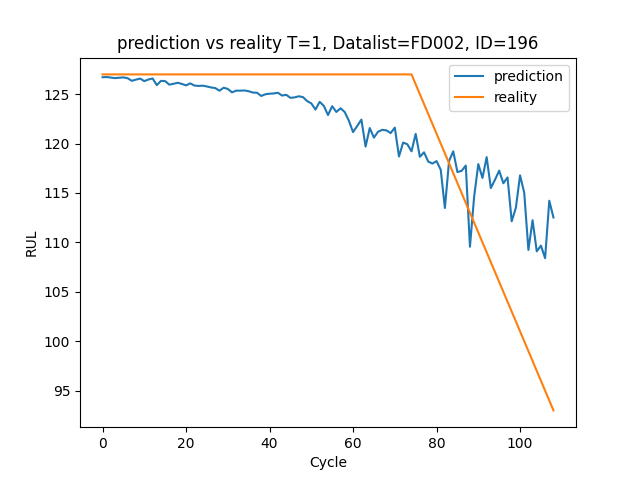 prediction vs reality T=1, Datalist=FD002, ID=196
prediction
reality
RUL
125
120
115
110
105
100
95
0 20 40 60 80 100
Cycle